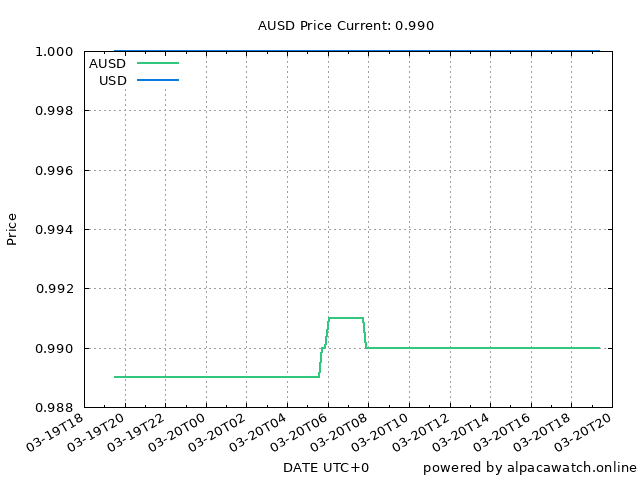 AUSD Price Current: 0.990
1.000
0.998
0.996
0.994
0.992
0.990
0.988
Price
AUSD
USD
03-19T18
03-19T20
03-19T22
03-20T00
03-20T02
03-20T04
03-20T06
03-20T08
03-20T10
03-20T12
03-20T14
03-20T16
03-20T18
03-20T20
DATE UTC+0
powered by alpacawatch.online